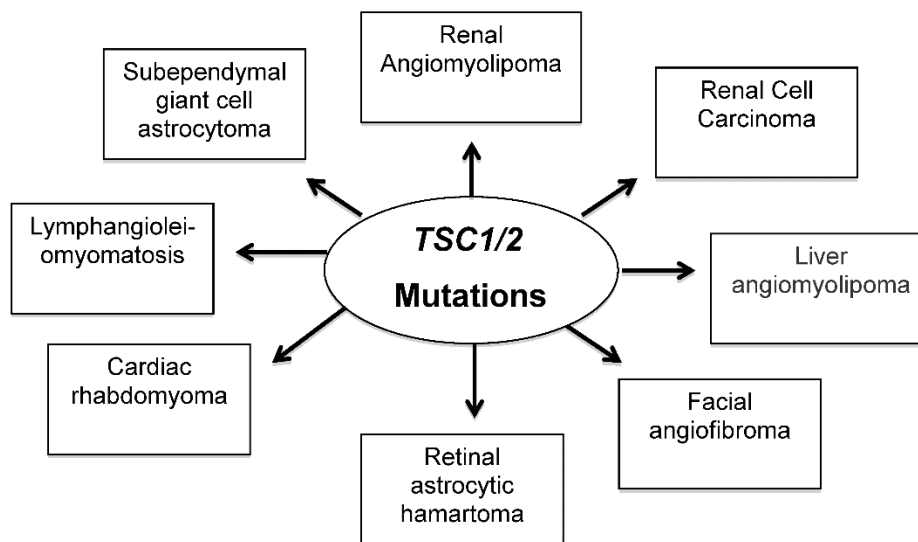 Renal
Angiomyolipoma
Subependymal
giant cell
astrocytoma
Renal Cell
Carcinoma
Lymphangiolei-
omyomatosis
TSC1/2
Mutations
Liver
angiomyolipoma
Cardiac
rhabdomyoma
Facial
angiofibroma
Retinal
astrocytic
hamartoma